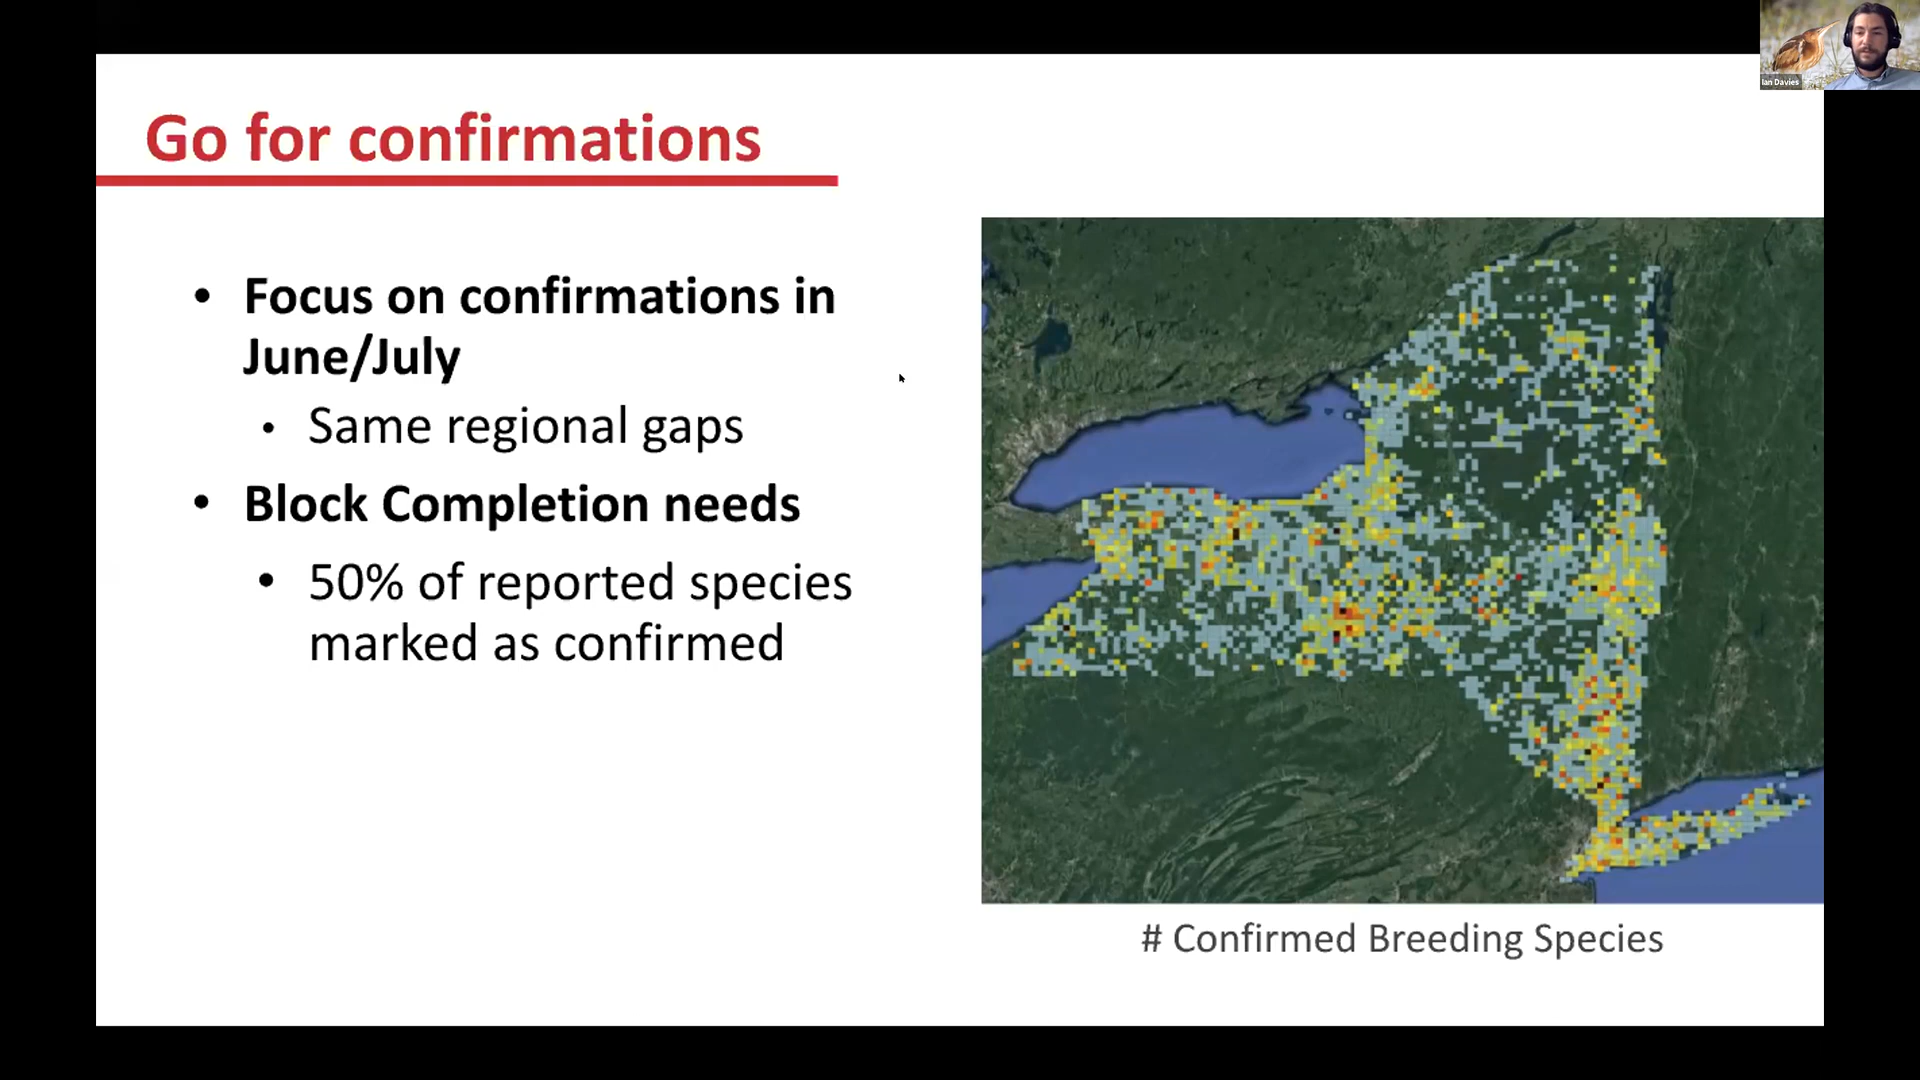 Ian Davies
Go for confirmations
• Focus on confirmations in
June/July
• Same regional gaps
• Block Completion needs
• 50% of reported species
marked as confirmed
# Confirmed Breeding Species